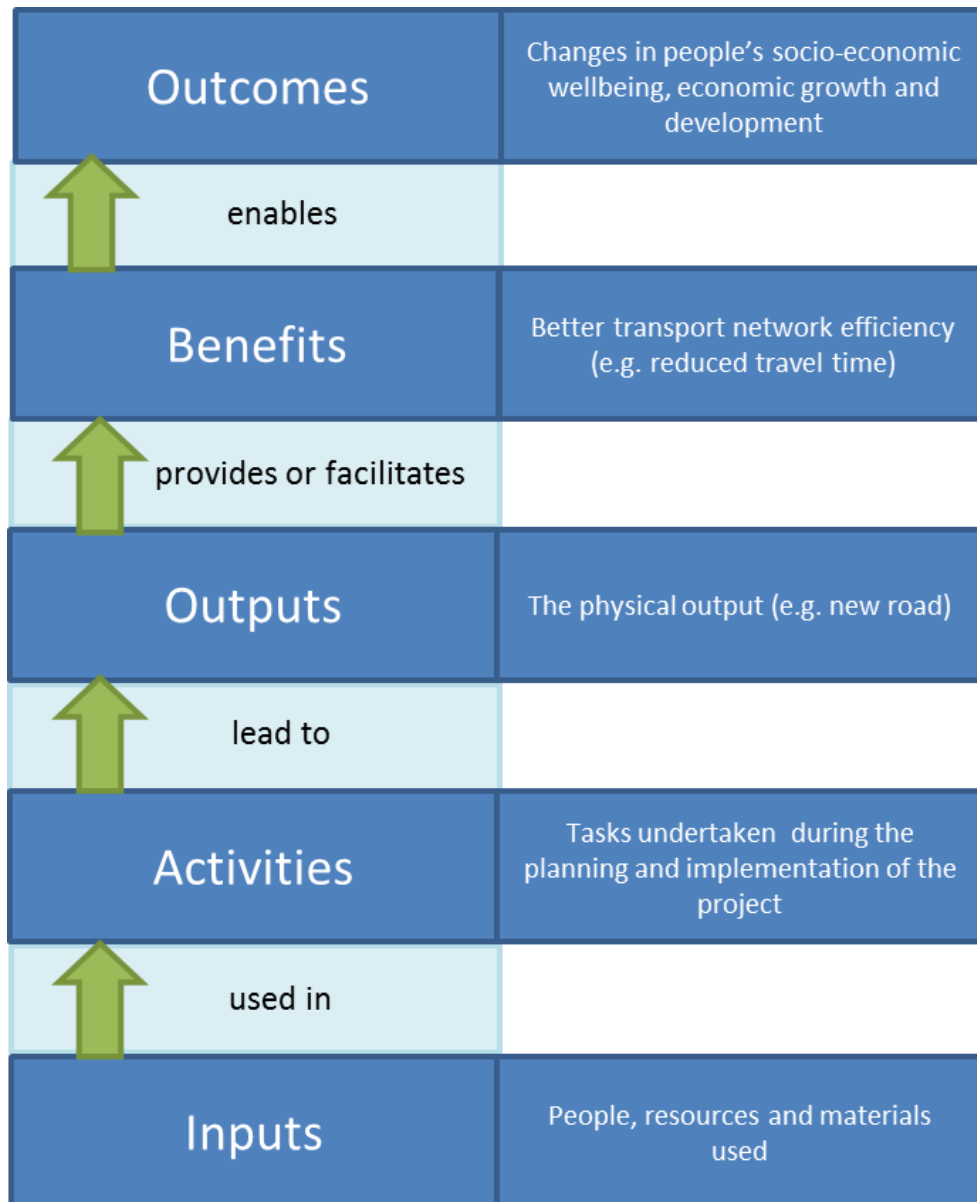 Outcomes
Changes in people's socio-economic
wellbeing, economic growth and
development
enables
Benefits
Better transport network efficiency
(e.g. reduced travel time)
provides or facilitates
Outputs
The physical output (e.g. new road)
lead to
Activities
Tasks undertaken during the
planning and implementation of the
project
used in
Inputs
People, resources and materials
used